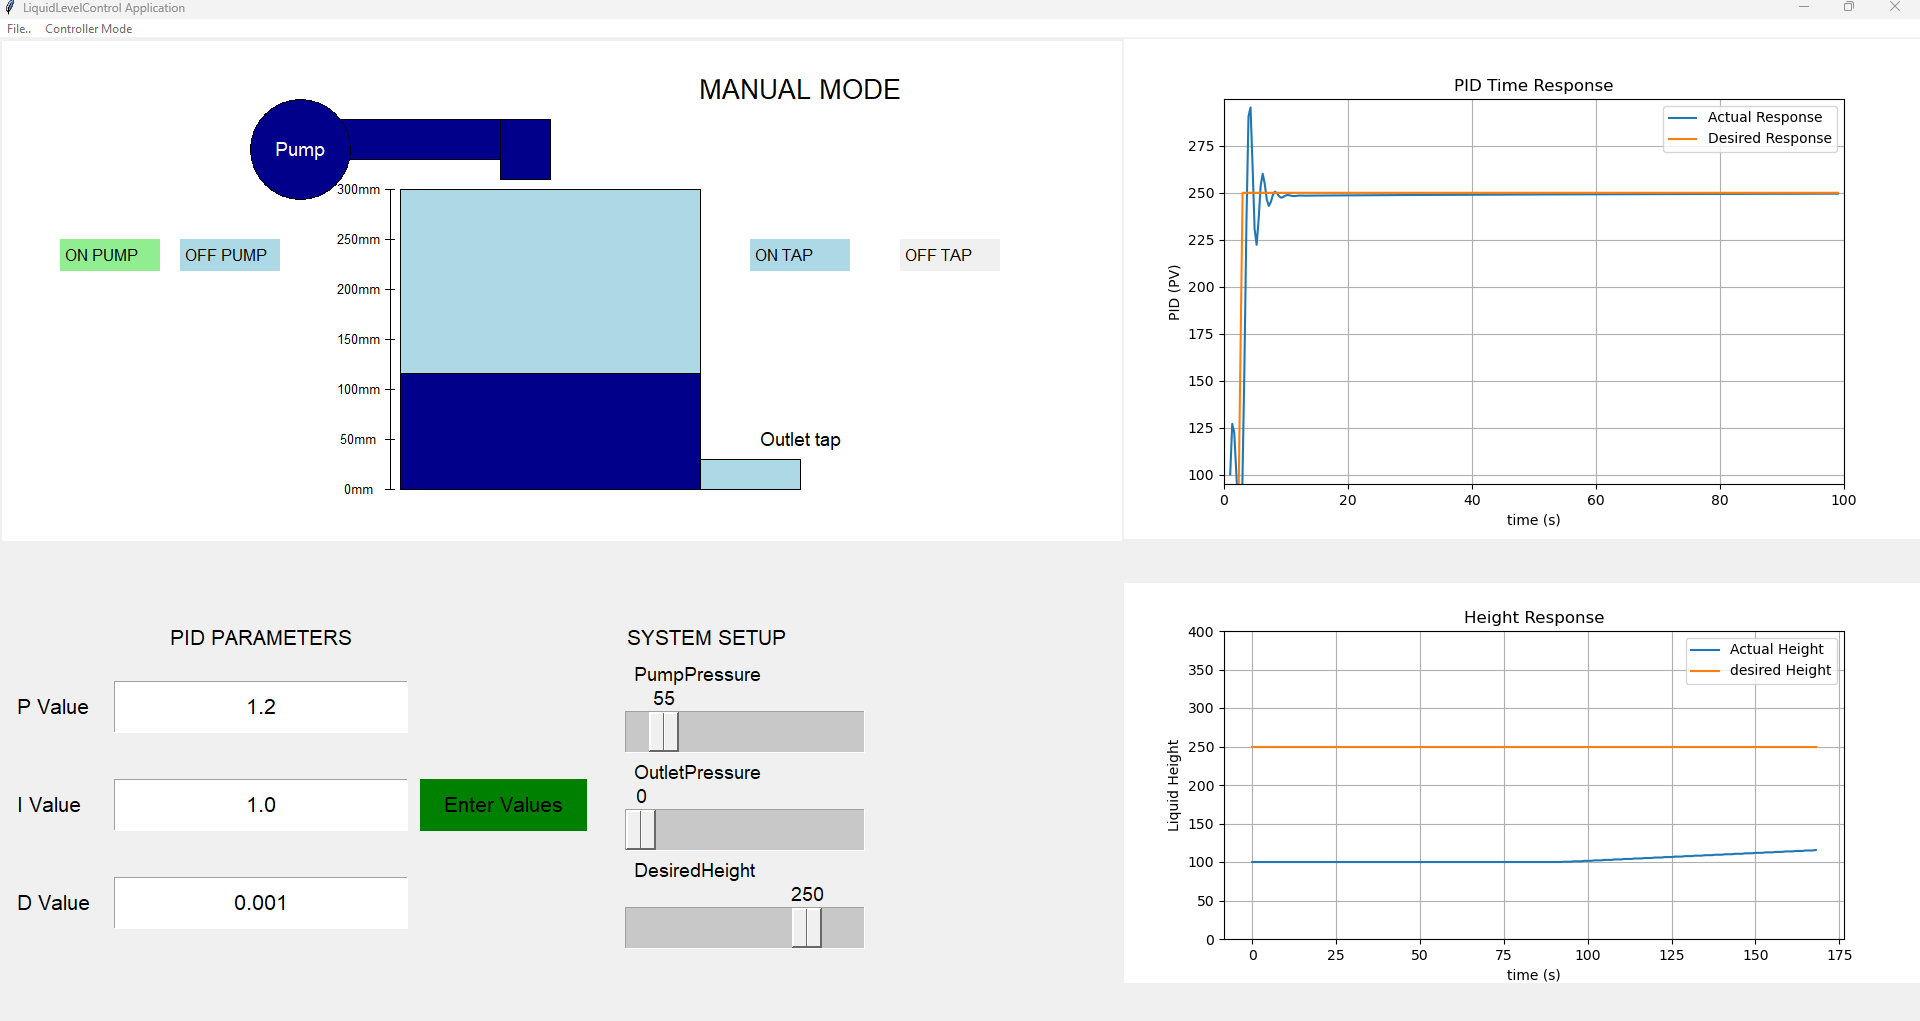 LiquidLevelControl Application
File.. Controller Mode
MANUAL MODE
Pump
300mm
250mm
200mm
150mm
100mm
50mm
0mm
ON PUMP OFF PUMP
ON TAP OFF TAP
Outlet tap
PID Time Response
Actual Response
Desired Response
PID (PV)
275
250
225
200
175
150
125
100
0 20 40 60 80 100
time (s)
PID PARAMETERS
P Value 1.2
I Value 1.0 Enter Values
D Value 0.001
SYSTEM SETUP
PumpPressure
55
OutletPressure
0
DesiredHeight
250
Height Response
Actual Height
desired Height
Liquid Height
400
350
300
250
200
150
100
50
0
0 25 50 75 100 125 150 175
time (s)